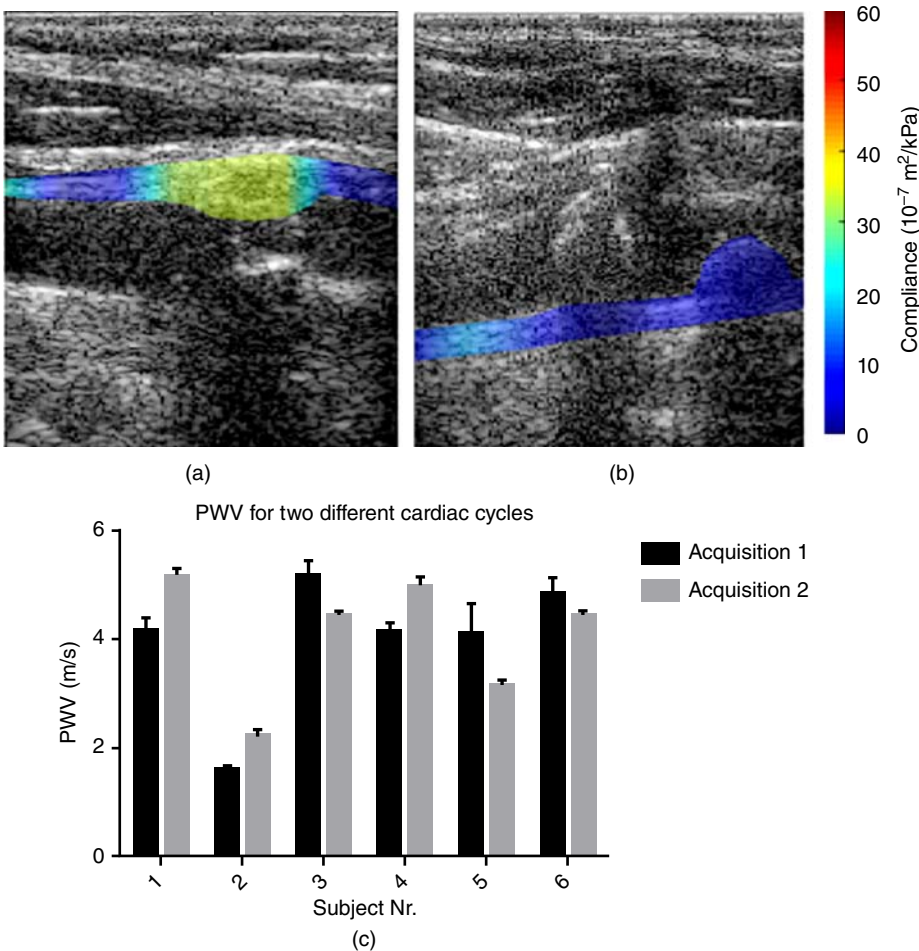 60
50
40
30
20
10
0
Compliance (10⁻⁷ m²/kPa)
(a)
(b)
PWV for two different cardiac cycles
Acquisition 1
Acquisition 2
6
4
2
0
PWV (m/s)
1 2 3 4 5 6
Subject Nr.
(c)